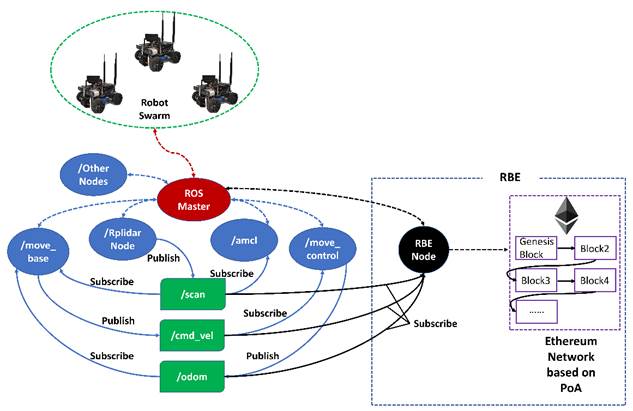 Robot
Swarm
/Other
Nodes
ROS
Master
RBE
/move_
base
/Rplidar
Node
/amcl
/move_
control
RBE
Node
Genesis
Block
Block2
Block3
Block4
......
Publish
Subscribe
Subscribe
/scan
Publish
Subscribe
/cmd_vel
Subscribe
Subscribe
Publish
/odom
Ethereum
Network
based on
PoA